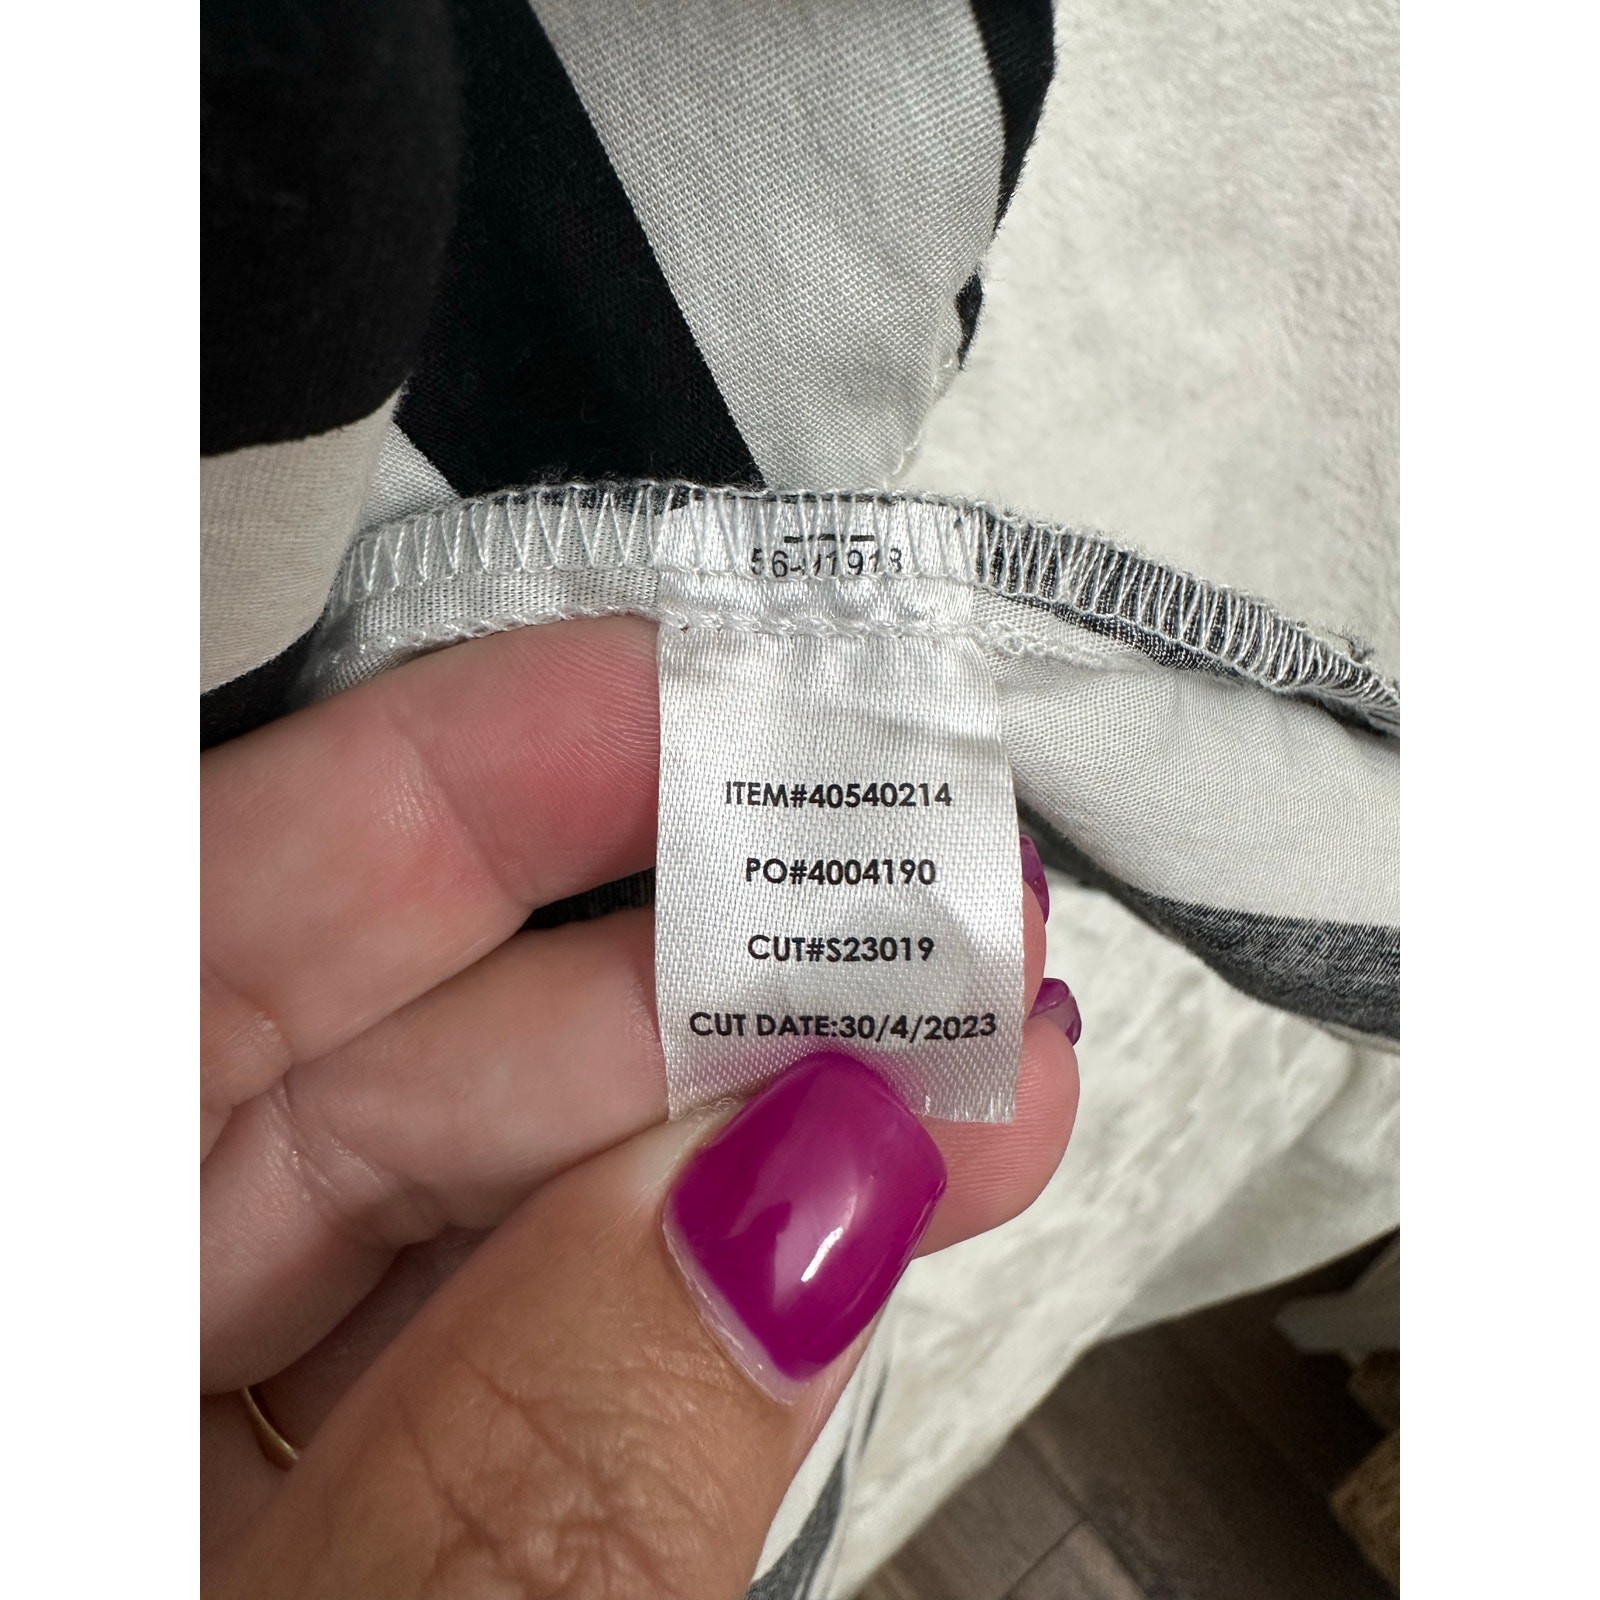 ITEM#40540214
PO#4004190
CUT#S23019
CUT DATE:30/4/2023